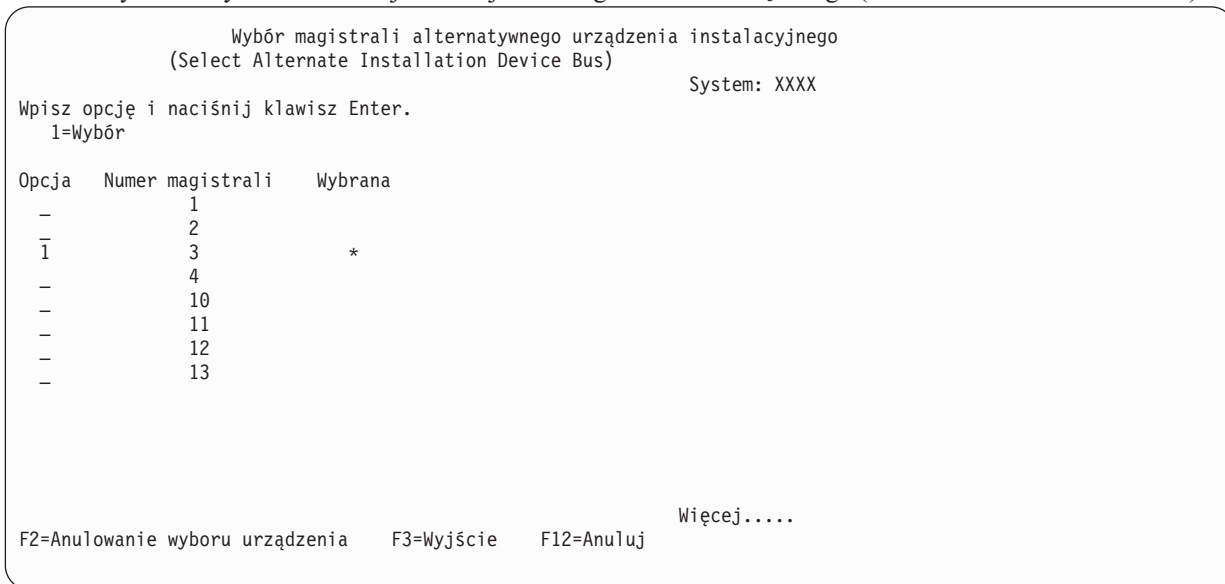 Wybór magistrali alternatywnego urządzenia instalacyjnego
(Select Alternate Installation Device Bus)
System: XXXX
Wpisz opcję i naciśnij klawisz Enter.
1=Wybór
Opcja Numer magistrali Wybrana
_ 1
_ 2
1 3 *
_ 4
_ 10
_ 11
_ 12
_ 13
Więcej.....
F2=Anulowanie wyboru urządzenia F3=Wyjście F12=Anuluj